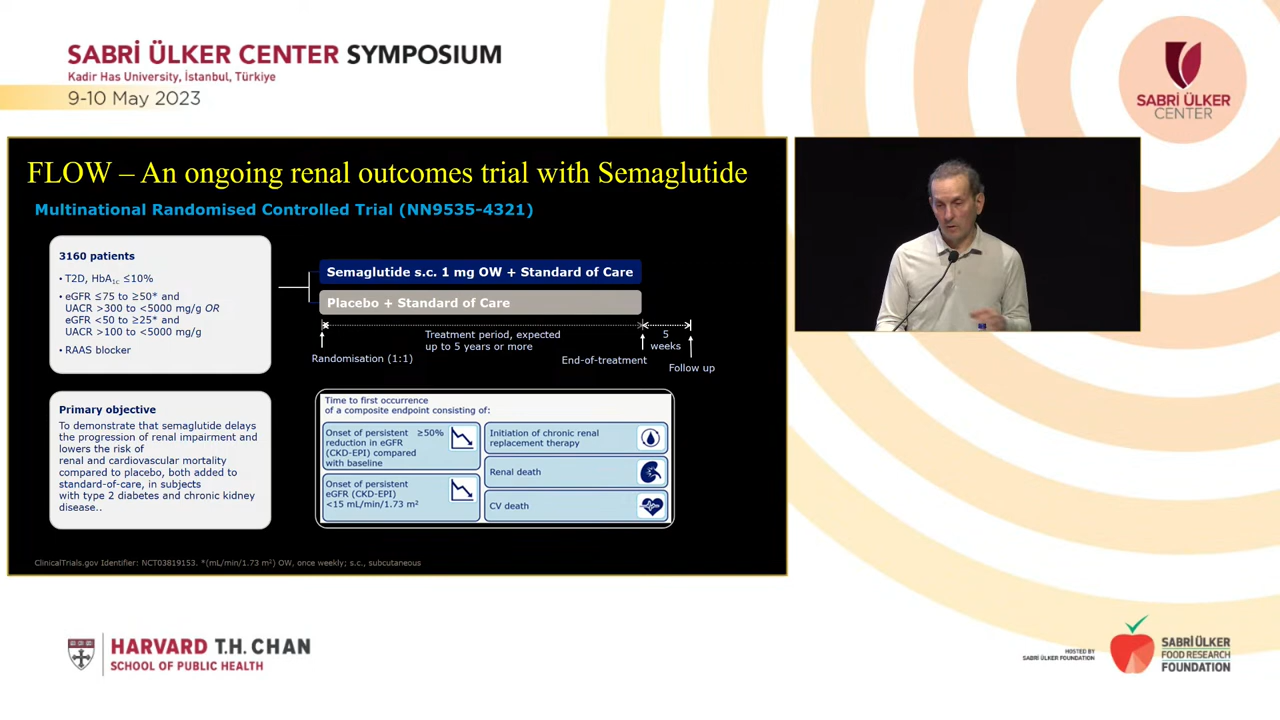 SABRİ ÜLKER CENTER SYMPOSIUM
Kadir Has University, İstanbul, Türkiye
9-10 May 2023
SABRİ ÜLKER
CENTER
FLOW – An ongoing renal outcomes trial with Semaglutide
Multinational Randomised Controlled Trial (NN9535-4321)
3160 patients
• T2D, HbA1c ≤10%
• eGFR ≤75 to ≥50* and
UACR >300 to <5000 mg/g OR
eGFR <50 to ≥25* and
UACR >100 to <5000 mg/g
• RAAS blocker
Semaglutide s.c. 1 mg OW + Standard of Care
Placebo + Standard of Care
Treatment period, expected
up to 5 years or more
5
weeks
Randomisation (1:1)
End-of-treatment
Follow up
Primary objective
To demonstrate that semaglutide delays
the progression of renal impairment and
lowers the risk of
renal and cardiovascular mortality
compared to placebo, both added to
standard-of-care, in subjects
with type 2 diabetes and chronic kidney
disease..
Time to first occurrence
of a composite endpoint consisting of:
Onset of persistent ≥50%
reduction in eGFR
(CKD-EPI) compared
with baseline
Onset of persistent
eGFR (CKD-EPI)
<15 mL/min/1.73 m²
Initiation of chronic renal
replacement therapy
Renal death
CV death
ClinicalTrials.gov Identifier: NCT03819153. *(mL/min/1.73 m²) OW, once weekly; s.c., subcutaneous
HARVARD T.H. CHAN
SCHOOL OF PUBLIC HEALTH
HOSTED BY
SABRİ ÜLKER FOUNDATION
SABRİ ÜLKER
FOOD RESEARCH
FOUNDATION